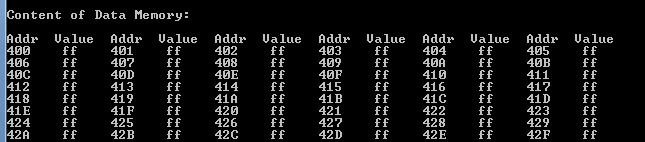 Content of Data Memory:
Addr Value Addr Value Addr Value Addr Value Addr Value Addr Value
400 ff 401 ff 402 ff 403 ff 404 ff 405 ff
406 ff 407 ff 408 ff 409 ff 40A ff 40B ff
40C ff 40D ff 40E ff 40F ff 410 ff 411 ff
412 ff 413 ff 414 ff 415 ff 416 ff 417 ff
418 ff 419 ff 41A ff 41B ff 41C ff 41D ff
41E ff 41F ff 420 ff 421 ff 422 ff 423 ff
424 ff 425 ff 426 ff 427 ff 428 ff 429 ff
42A ff 42B ff 42C ff 42D ff 42E ff 42F ff